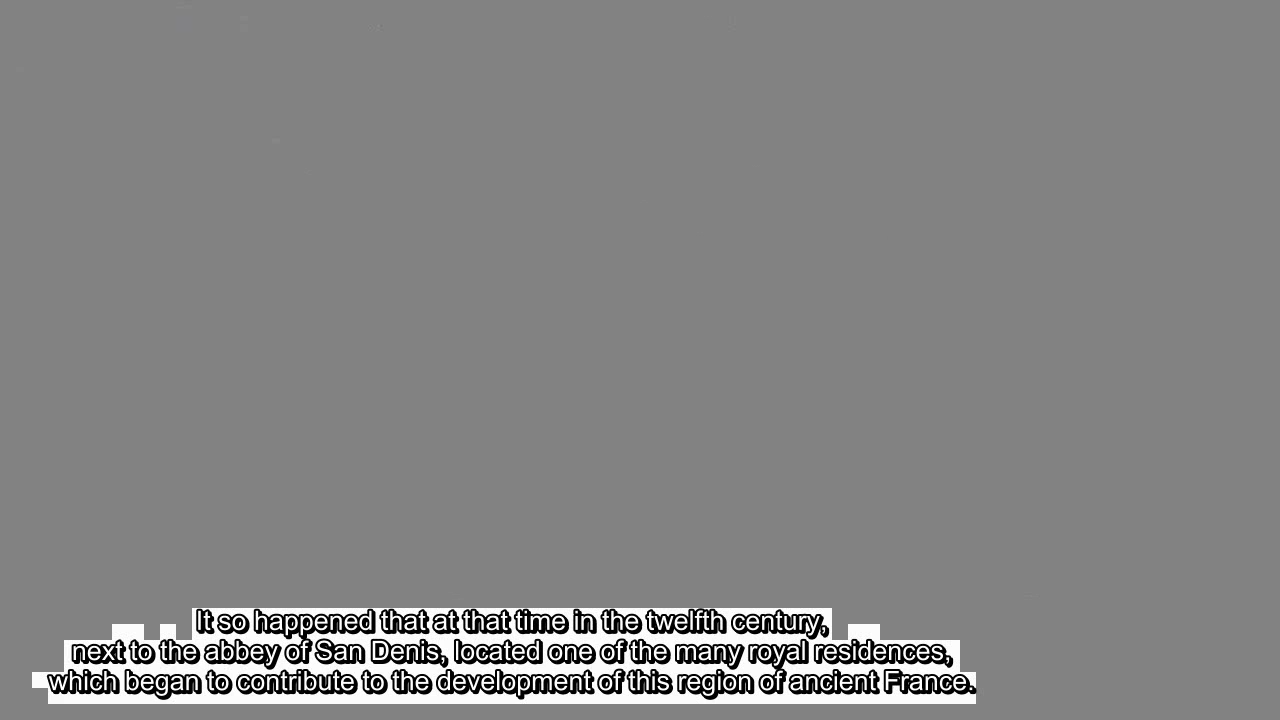 It so happened that at that time in the twelfth century,
next to the abbey of San Denis, located one of the many royal residences,
which began to contribute to the development of this region of ancient France.